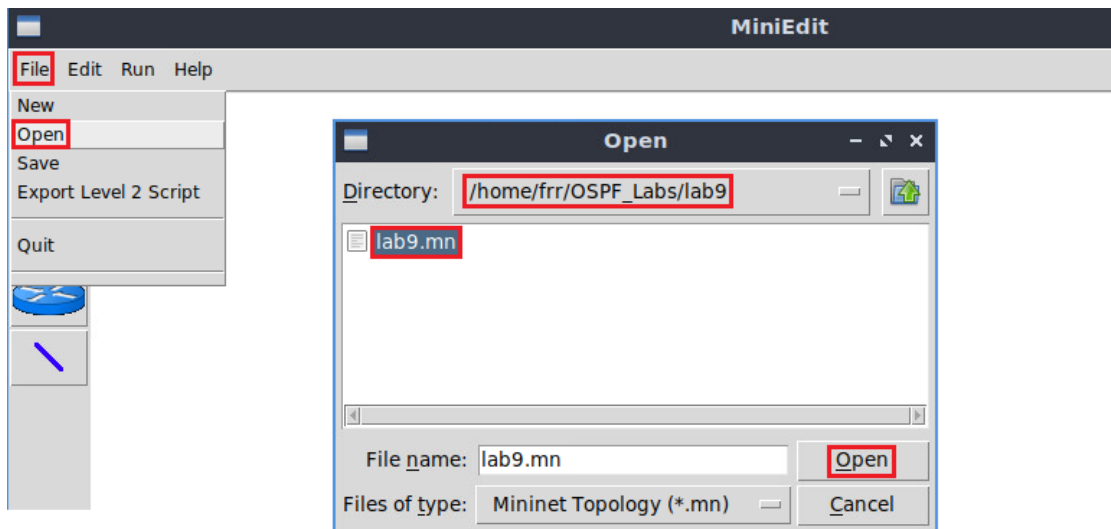 MiniEdit
File Edit Run Help
New
Open
Save
Export Level 2 Script
Quit
Open
Directory: /home/frr/OSPF_Labs/lab9
lab9.mn
File name: lab9.mn
Open
Files of type: Mininet Topology (*.mn)
Cancel